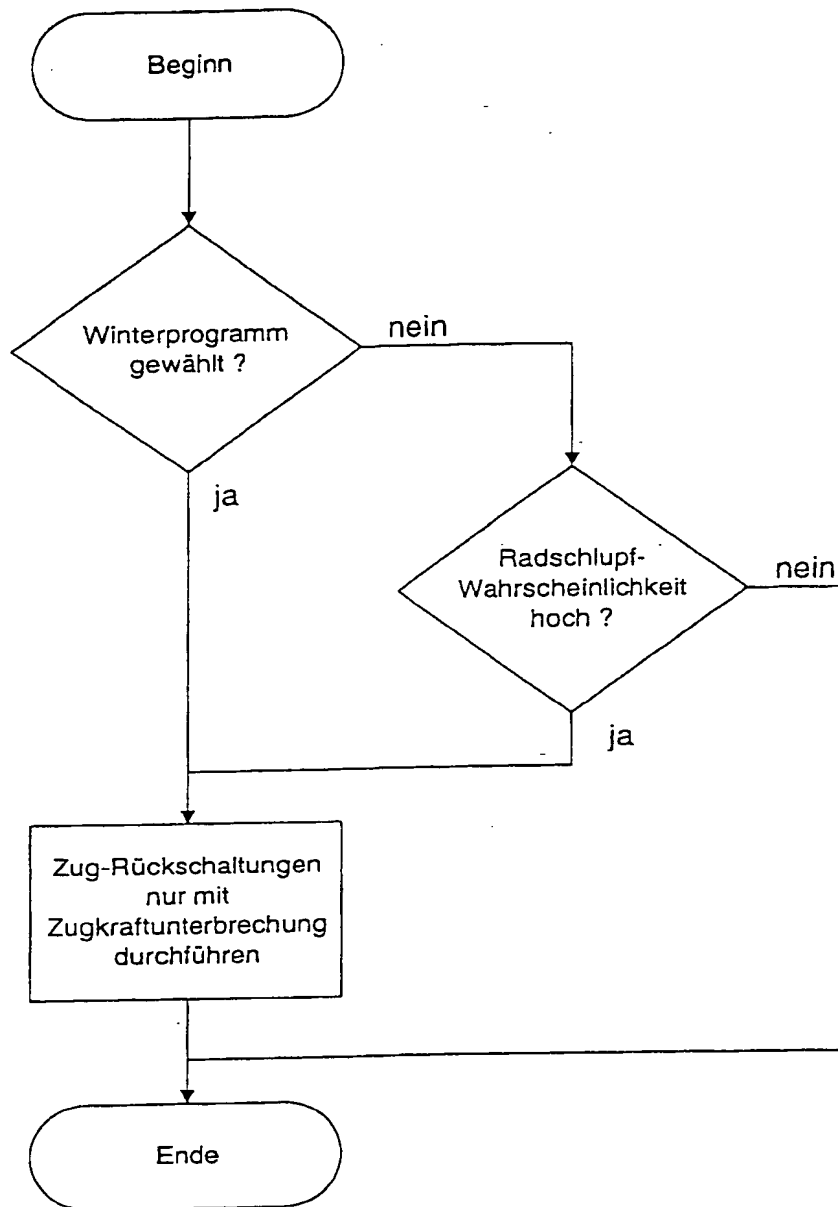 Beginn
Winterprogramm
gewählt ?
nein
ja
Radschlupf-
Wahrscheinlichkeit
hoch ?
nein
ja
Zug-Rückschaltungen
nur mit
Zugkraftunterbrechung
durchführen
Ende